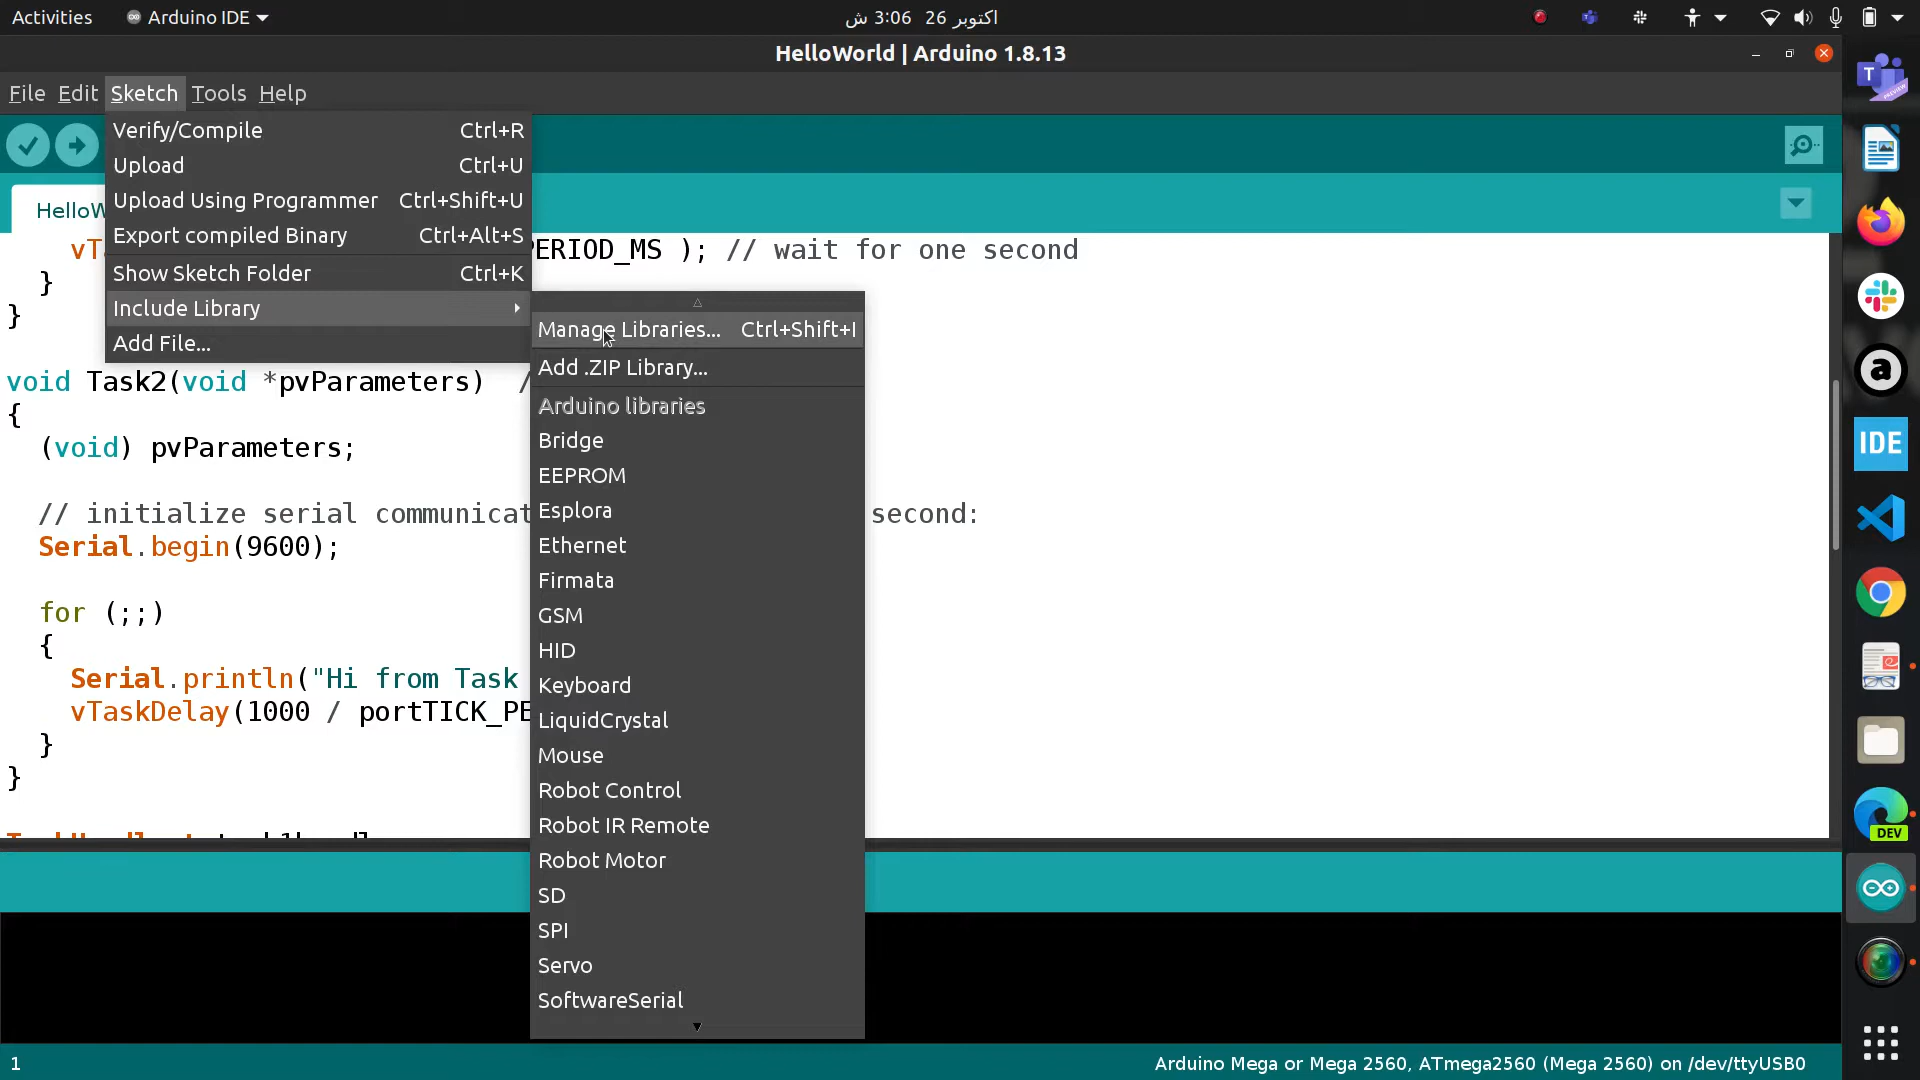 Activities
Arduino IDE
اکتوبر 26 3:06 ش
HelloWorld | Arduino 1.8.13
File Edit Sketch Tools Help
Verify/Compile Ctrl+R
Upload Ctrl+U
Upload Using Programmer Ctrl+Shift+U
Export compiled Binary Ctrl+Alt+S
Show Sketch Folder Ctrl+K
Include Library
Add File...
Manage Libraries... Ctrl+Shift+I
Add .ZIP Library...
Arduino libraries
Bridge
EEPROM
Esplora
Ethernet
Firmata
GSM
HID
Keyboard
LiquidCrystal
Mouse
Robot Control
Robot IR Remote
Robot Motor
SD
SPI
Servo
SoftwareSerial
HelloW
vT PERIOD_MS ); // wait for one second
}
}
void Task2(void *pvParameters) /
{
(void) pvParameters;
// initialize serial communicat second:
Serial.begin(9600);
for (;;)
{
Serial.println("Hi from Task
vTaskDelay(1000 / portTICK_PE
}
}
T
PREVIEW
a
IDE
DEV
1
Arduino Mega or Mega 2560, ATmega2560 (Mega 2560) on /dev/ttyUSB0